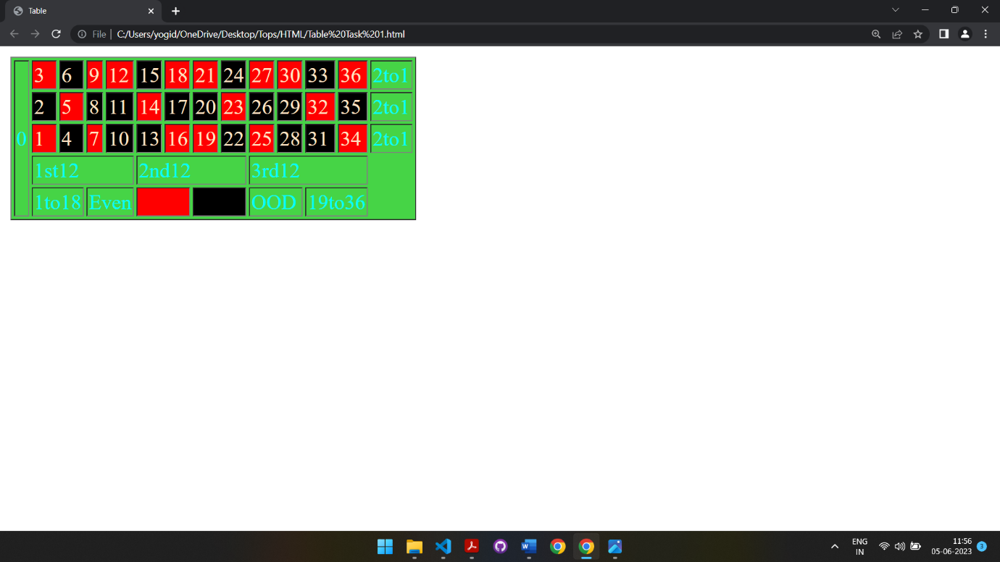 Table
File | C:/Users/yogid/OneDrive/Desktop/Tops/HTML/Table%20Task%201.html
3 6 9 12 15 18 21 24 27 30 33 36 2to1
2 5 8 11 14 17 20 23 26 29 32 35 2to1
0 1 4 7 10 13 16 19 22 25 28 31 34 2to1
1st12 2nd12 3rd12
1to18 Even OOD 19to36
ENG 11:56
IN 05-06-2023 3